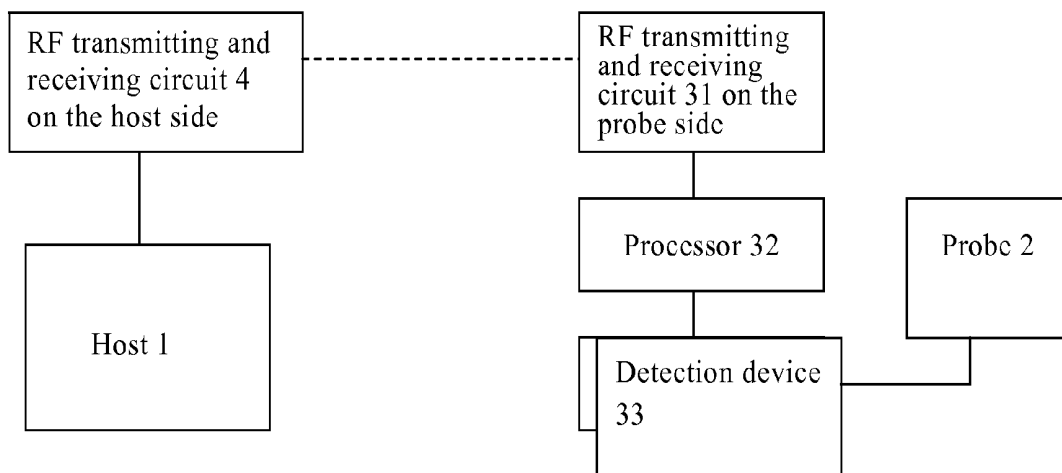 RF transmitting and
receiving circuit 4
on the host side
RF transmitting
and receiving
circuit 31 on the
probe side
Processor 32
Probe 2
Host 1
Detection device
33